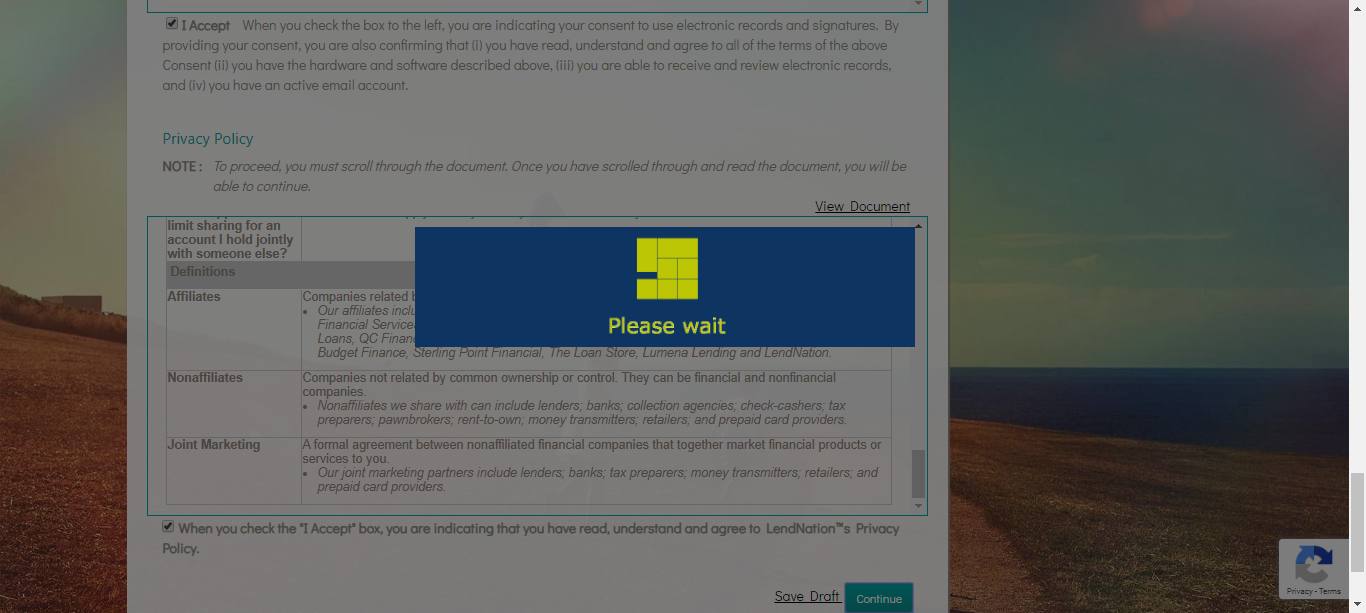 I Accept When you check the box to the left, you are indicating your consent to use electronic records and signatures. By
providing your consent, you are also confirming that (i) you have read, understand and agree to all of the terms of the above
Consent (ii) you have the hardware and software described above, (iii) you are able to receive and review electronic records,
and (iv) you have an active email account.
Privacy Policy
NOTE : To proceed, you must scroll through the document. Once you have scrolled through and read the document, you will be
able to continue.
View Document
limit sharing for an
account I hold jointly
with someone else?
Definitions
Affiliates
Companies related
• Our affiliates
Financial
Loans, QC
Budget Finance, Sterling Point Financial, The Loan Store, Lumena Lending and LendNation.
Please wait
Nonaffiliates
Companies not related by common ownership or control. They can be financial and nonfinancial
companies.
• Nonaffiliates we share with can include lenders; banks; collection agencies; check-cashers; tax
preparers; pawnbrokers; rent-to-own; money transmitters; retailers; and prepaid card providers.
Joint Marketing
A formal agreement between nonaffiliated financial companies that together market financial products or
services to you.
• Our joint marketing partners include lenders; banks; tax preparers; money transmitters; retailers; and
prepaid card providers.
When you check the "I Accept" box, you are indicating that you have read, understand and agree to LendNation™s Privacy
Policy.
Save Draft
Continue
Privacy - Terms